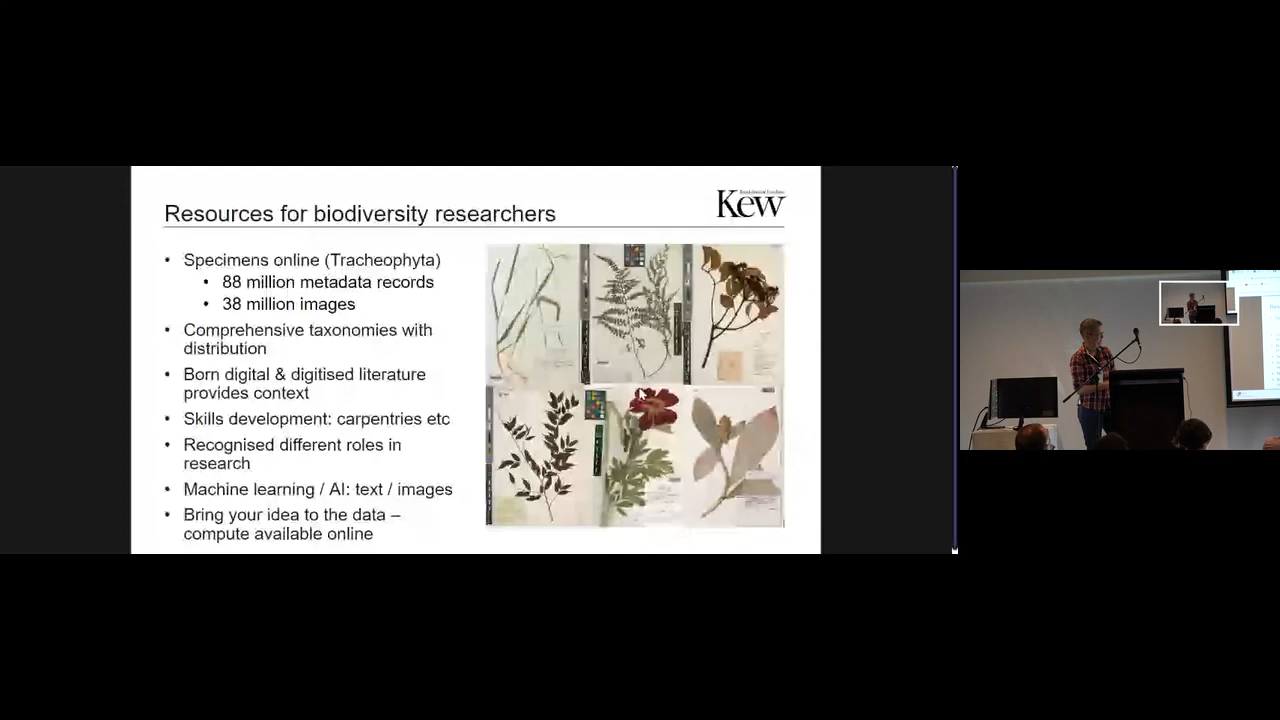 Kew
Resources for biodiversity researchers
• Specimens online (Tracheophyta)
• 88 million metadata records
• 38 million images
• Comprehensive taxonomies with
distribution
• Born digital & digitised literature
provides context
• Skills development: carpentries etc
• Recognised different roles in
research
• Machine learning / AI: text / images
• Bring your idea to the data –
compute available online